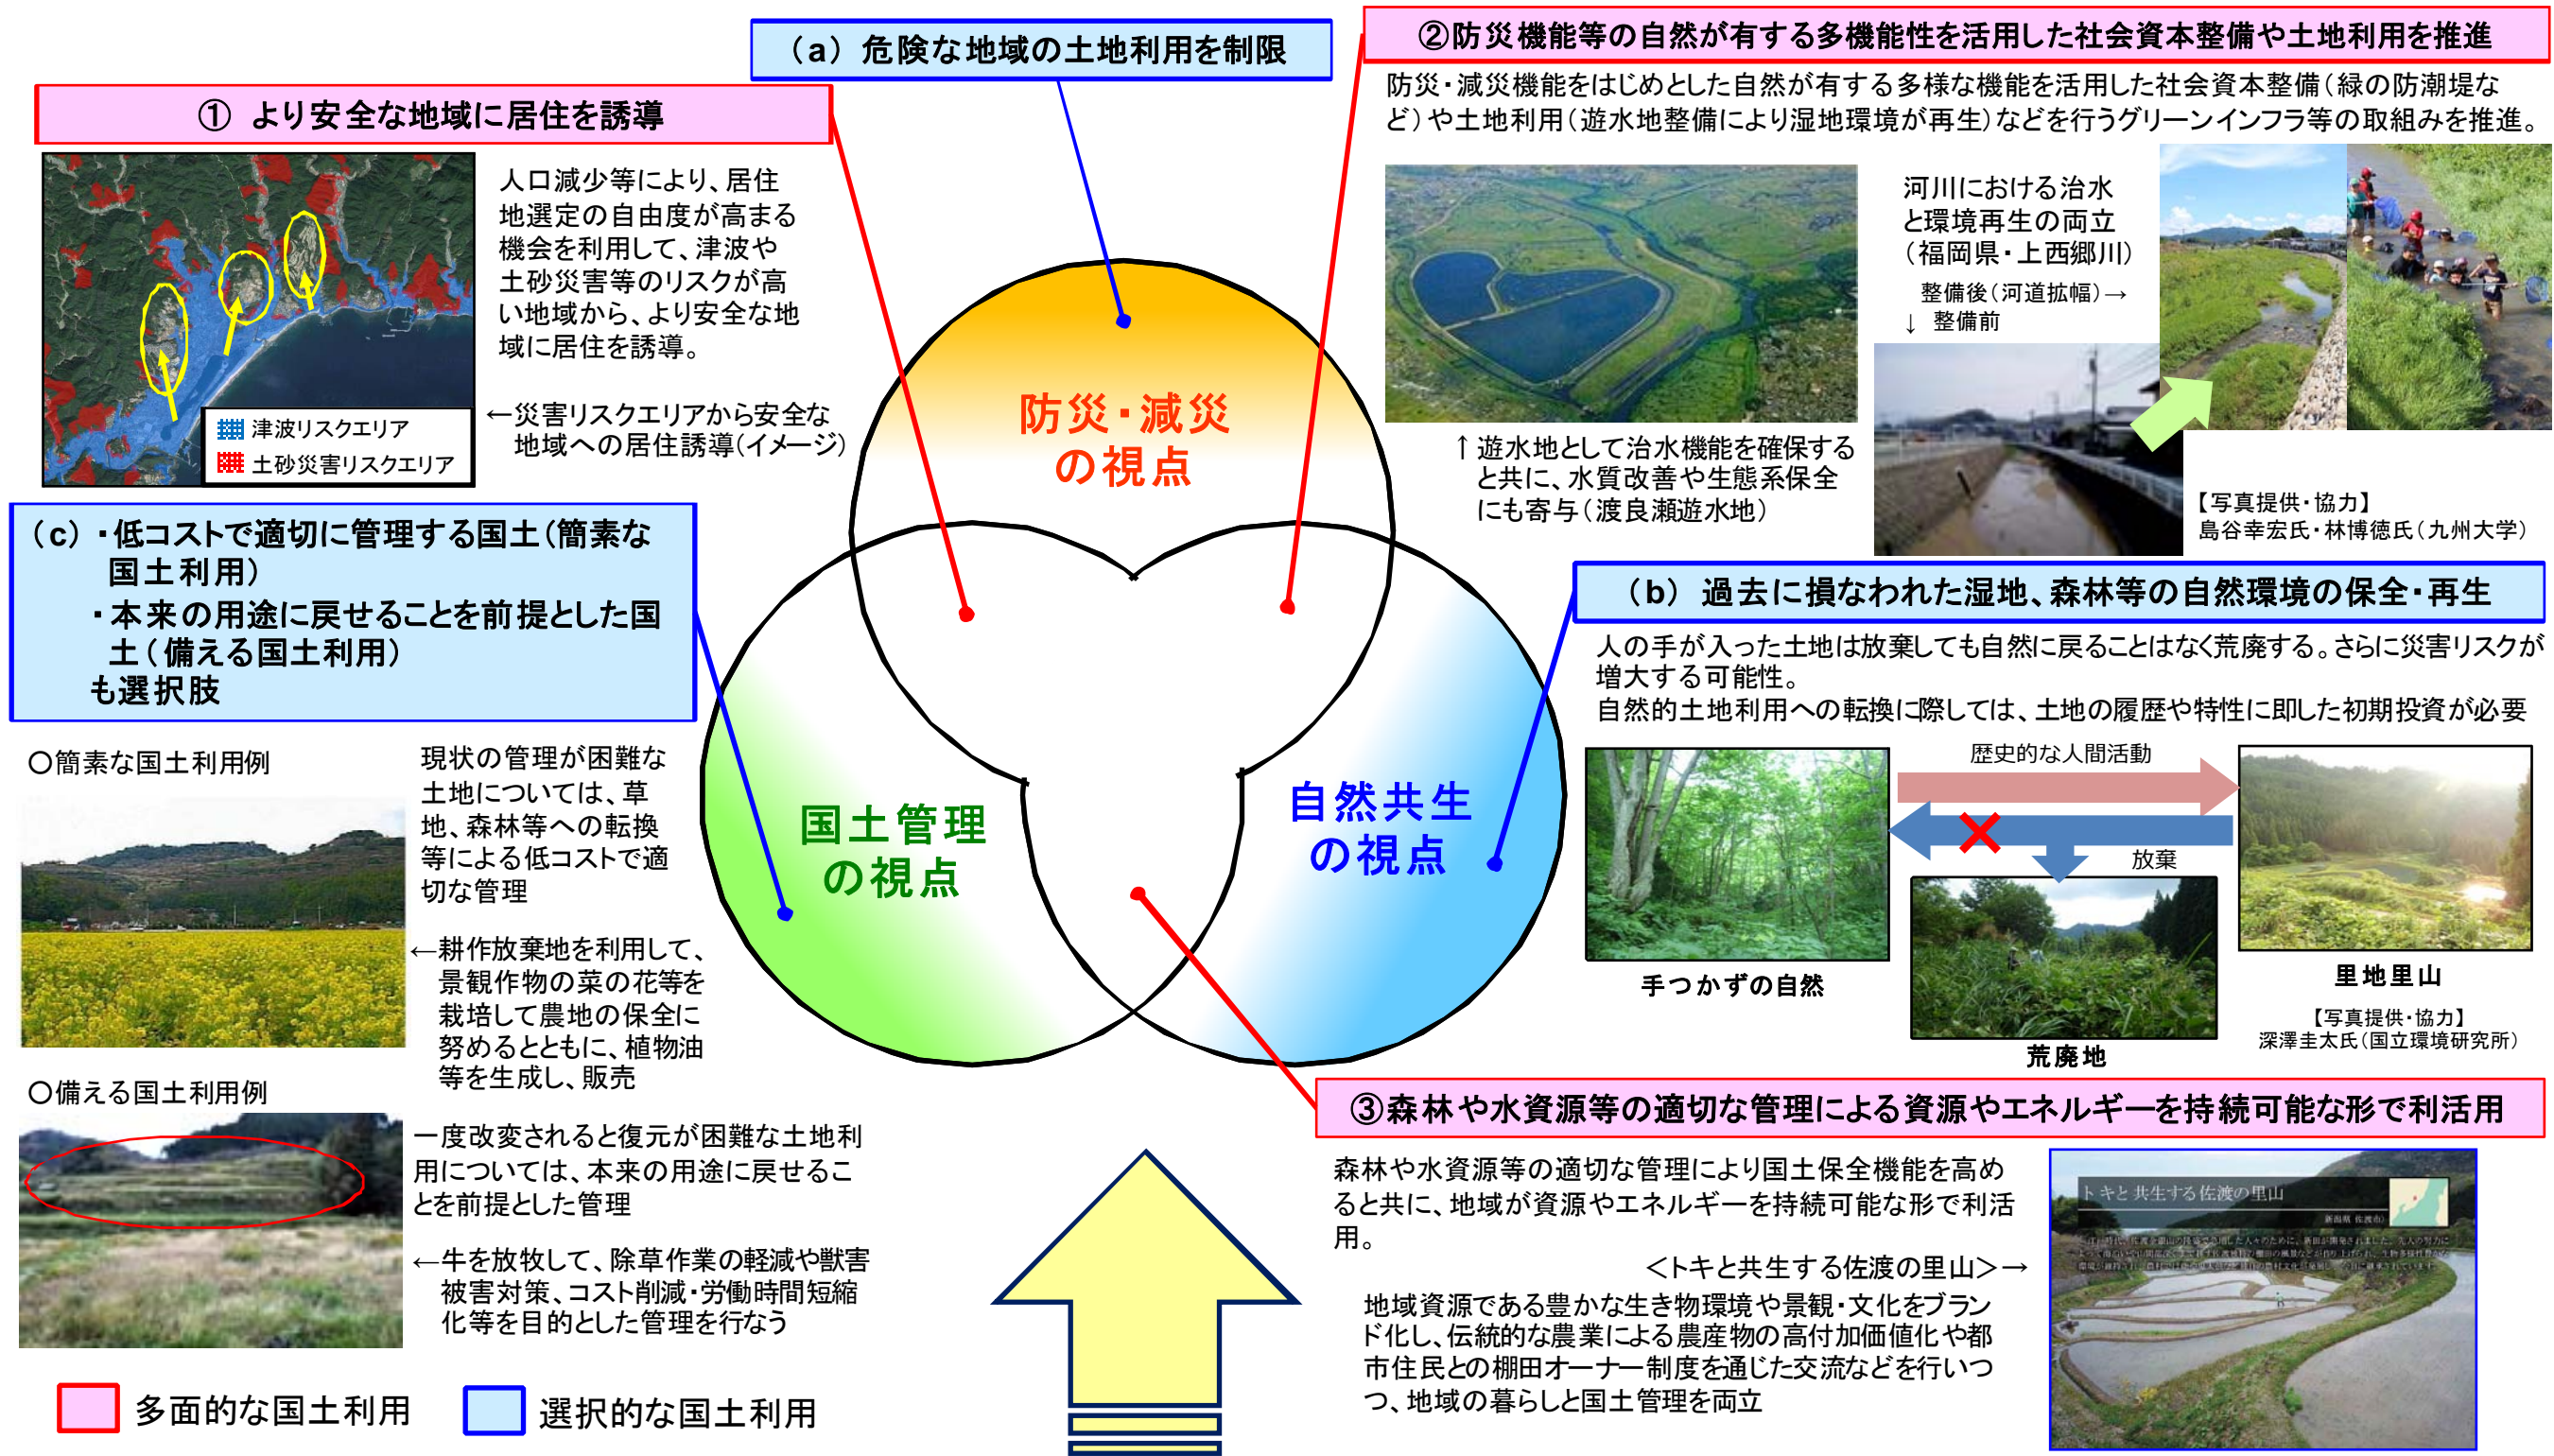 （a）危険な地域の土地利用を制限
②防災機能等の自然が有する多機能性を活用した社会資本整備や土地利用を推進
防災・減災機能をはじめとした自然が有する多様な機能を活用した社会資本整備（緑の防潮堤な
ど）や土地利用（遊水地整備により湿地環境が再生）などを行うグリーンインフラ等の取組みを推進。
① より安全な地域に居住を誘導
人口減少等により、居住
地選定の自由度が高まる
機会を利用して、津波や
土砂災害等のリスクが高
い地域から、より安全な地
域に居住を誘導。
←災害リスクエリアから安全な
地域への居住誘導（イメージ）
津波リスクエリア
土砂災害リスクエリア
河川における治水
と環境再生の両立
（福岡県・上西郷川）
整備後（河道拡幅）→
↓ 整備前
↑遊水地として治水機能を確保する
と共に、水質改善や生態系保全
にも寄与（渡良瀬遊水地）
【写真提供・協力】
島谷幸宏氏・林博徳氏（九州大学）
防災・減災
の視点
国土管理
の視点
自然共生
の視点
（c）・低コストで適切に管理する国土（簡素な
国土利用）
・本来の用途に戻せることを前提とした国
土（備える国土利用）
も選択肢
〇簡素な国土利用例
現状の管理が困難な
土地については、草
地、森林等への転換
等による低コストで適
切な管理
←耕作放棄地を利用して、
景観作物の菜の花等を
栽培して農地の保全に
努めるとともに、植物油
等を生成し、販売
〇備える国土利用例
一度改変されると復元が困難な土地利
用については、本来の用途に戻せるこ
とを前提とした管理
←牛を放牧して、除草作業の軽減や獣害
被害対策、コスト削減・労働時間短縮
化等を目的とした管理を行なう
（b）過去に損なわれた湿地、森林等の自然環境の保全・再生
人の手が入った土地は放棄しても自然に戻ることはなく荒廃する。さらに災害リスクが
増大する可能性。
自然的土地利用への転換に際しては、土地の履歴や特性に即した初期投資が必要
歴史的な人間活動
放棄
手つかずの自然
荒廃地
里地里山
【写真提供・協力】
深澤圭太氏（国立環境研究所）
③森林や水資源等の適切な管理による資源やエネルギーを持続可能な形で利活用
森林や水資源等の適切な管理により国土保全機能を高め
ると共に、地域が資源やエネルギーを持続可能な形で利活
用。
＜トキと共生する佐渡の里山＞→
地域資源である豊かな生き物環境や景観・文化をブラン
ド化し、伝統的な農業による農産物の高付加価値化や都
市住民との棚田オーナー制度を通じた交流などを行いつ
つ、地域の暮らしと国土管理を両立
トキと共生する佐渡の里山
新潟県 佐渡市
多面的な国土利用
選択的な国土利用